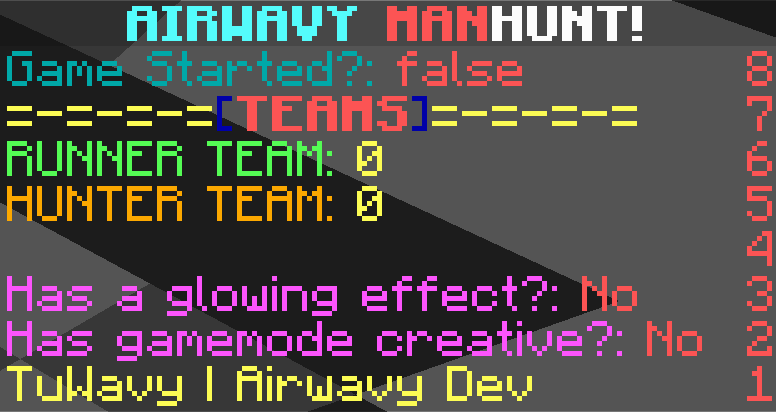 AIRWAVY MANHUNT!
Game Started?: false 8
=-=-=-=[TEAMS]=-=-=-= 7
RUNNER TEAM: 0 6
HUNTER TEAM: 0 5
4
Has a glowing effect?: No 3
Has gamemode creative?: No 2
TuWavy | Airwavy Dev 1